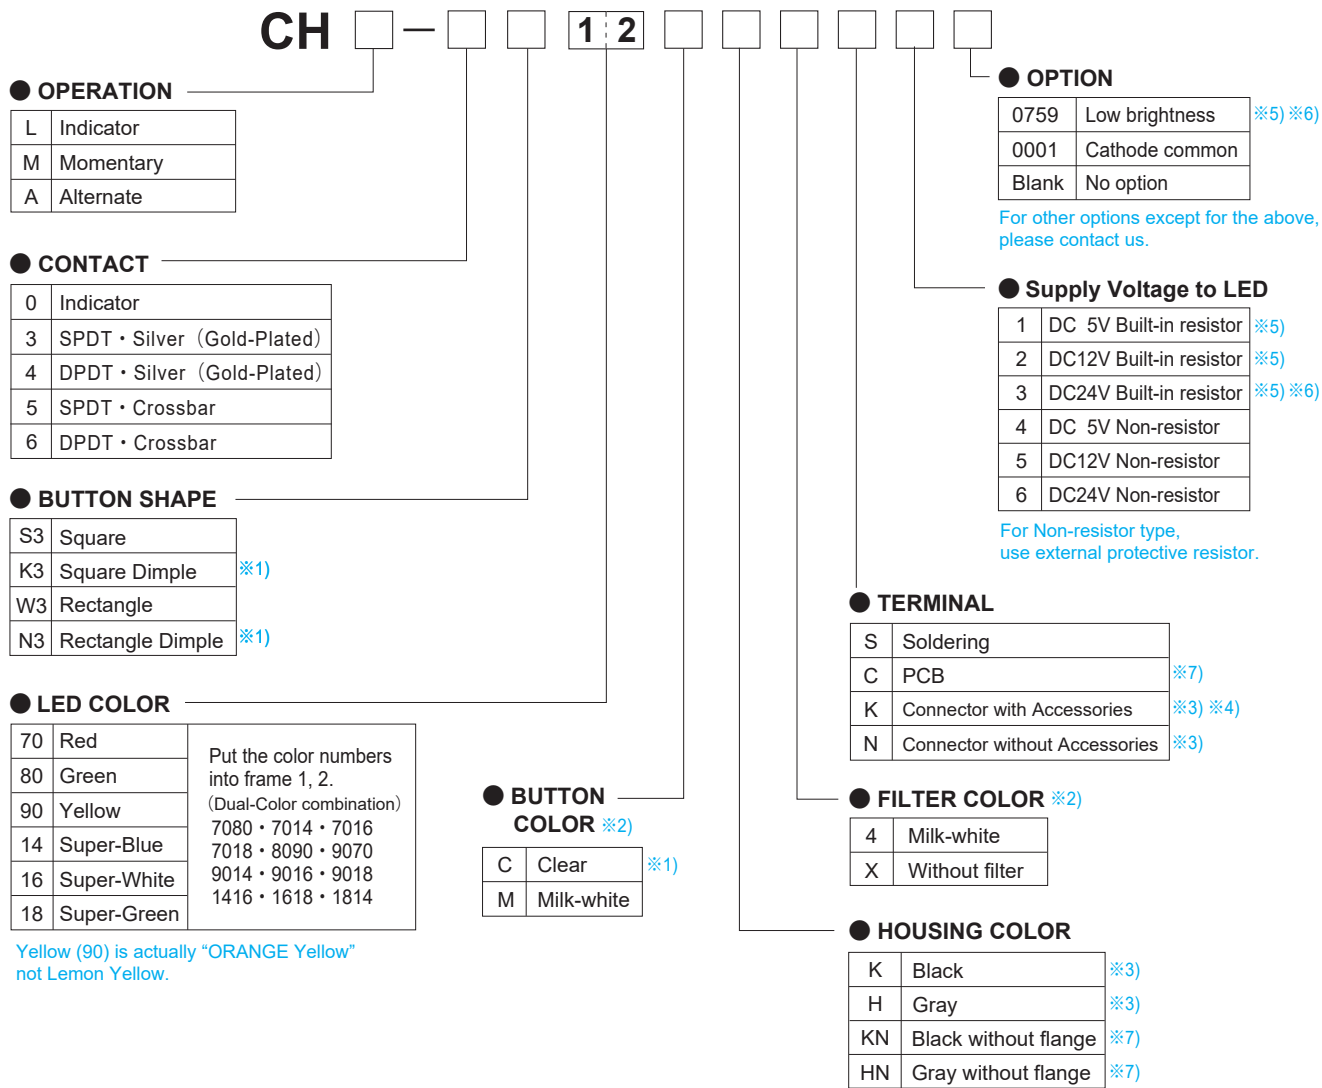 CH — 1 2
● OPERATION
L Indicator
M Momentary
A Alternate
● CONTACT
0 Indicator
3 SPDT・Silver（Gold-Plated）
4 DPDT・Silver（Gold-Plated）
5 SPDT・Crossbar
6 DPDT・Crossbar
● BUTTON SHAPE
S3 Square
K3 Square Dimple ※1)
W3 Rectangle
N3 Rectangle Dimple ※1)
● LED COLOR
70 Red
80 Green
90 Yellow
14 Super-Blue
16 Super-White
18 Super-Green
Put the color numbers
into frame 1, 2.
（Dual-Color combination）
7080・7014・7016
7018・8090・9070
9014・9016・9018
1416・1618・1814
Yellow (90) is actually “ORANGE Yellow”
not Lemon Yellow.
● BUTTON
COLOR ※2)
C Clear ※1)
M Milk-white
● HOUSING COLOR
K Black ※3)
H Gray ※3)
KN Black without flange ※7)
HN Gray without flange ※7)
● FILTER COLOR ※2)
4 Milk-white
X Without filter
● TERMINAL
S Soldering
C PCB ※7)
K Connector with Accessories ※3) ※4)
N Connector without Accessories ※3)
● Supply Voltage to LED
1 DC 5V Built-in resistor ※5)
2 DC12V Built-in resistor ※5)
3 DC24V Built-in resistor ※5) ※6)
4 DC 5V Non-resistor
5 DC12V Non-resistor
6 DC24V Non-resistor
For Non-resistor type,
use external protective resistor.
● OPTION
0759 Low brightness ※5) ※6)
0001 Cathode common
Blank No option
For other options except for the above,
please contact us.